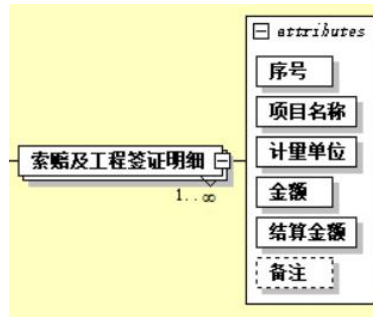 attributes
序号
项目名称
索赔及工程签证明细
计量单位
1..∞
金额
结算金额
备注